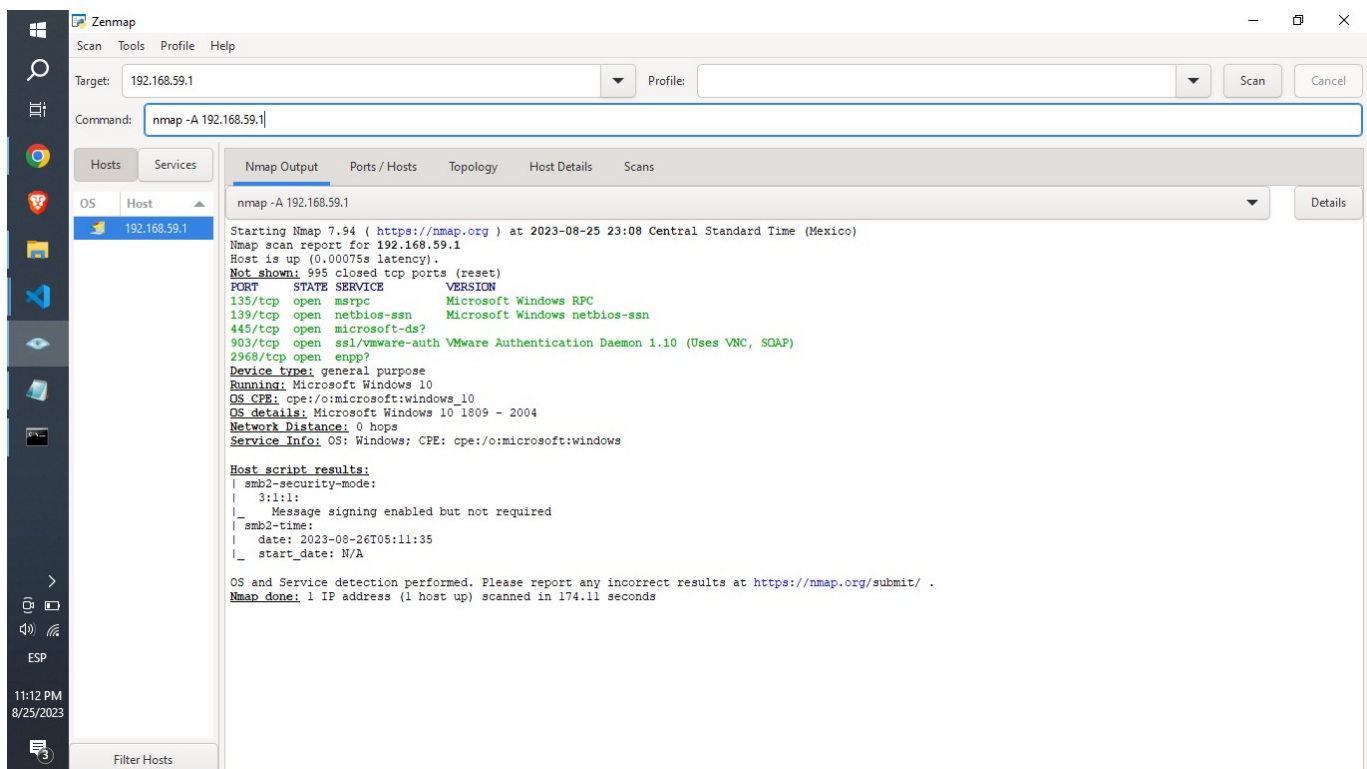 Zenmap
Scan Tools Profile Help
Target: 192.168.59.1 Profile: Scan Cancel
Command: nmap -A 192.168.59.1
Hosts Services Nmap Output Ports / Hosts Topology Host Details Scans
OS Host nmap -A 192.168.59.1 Details
192.168.59.1
Starting Nmap 7.94 ( https://nmap.org ) at 2023-08-25 23:08 Central Standard Time (Mexico)
Nmap scan report for 192.168.59.1
Host is up (0.00075s latency).
Not shown: 995 closed tcp ports (reset)
PORT STATE SERVICE VERSION
135/tcp open msrpc Microsoft Windows RPC
139/tcp open netbios-ssn Microsoft Windows netbios-ssn
445/tcp open microsoft-ds?
903/tcp open ssl/vmware-auth VMware Authentication Daemon 1.10 (Uses VNC, SOAP)
2968/tcp open enpp?
Device type: general purpose
Running: Microsoft Windows 10
OS CPE: cpe:/o:microsoft:windows_10
OS details: Microsoft Windows 10 1809 - 2004
Network Distance: 0 hops
Service Info: OS: Windows; CPE: cpe:/o:microsoft:windows
Host script results:
| smb2-security-mode:
|   3:1:1:
|_    Message signing enabled but not required
| smb2-time:
|   date: 2023-08-26T05:11:35
|_  start_date: N/A
OS and Service detection performed. Please report any incorrect results at https://nmap.org/submit/ .
Nmap done: 1 IP address (1 host up) scanned in 174.11 seconds
ESP
11:12 PM
8/25/2023
3
Filter Hosts